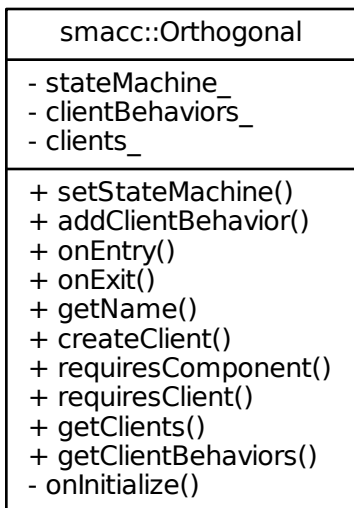 smacc::Orthogonal
- stateMachine_
- clientBehaviors_
- clients_
+ setStateMachine()
+ addClientBehavior()
+ onEntry()
+ onExit()
+ getName()
+ createClient()
+ requiresComponent()
+ requiresClient()
+ getClients()
+ getClientBehaviors()
- onInitialize()